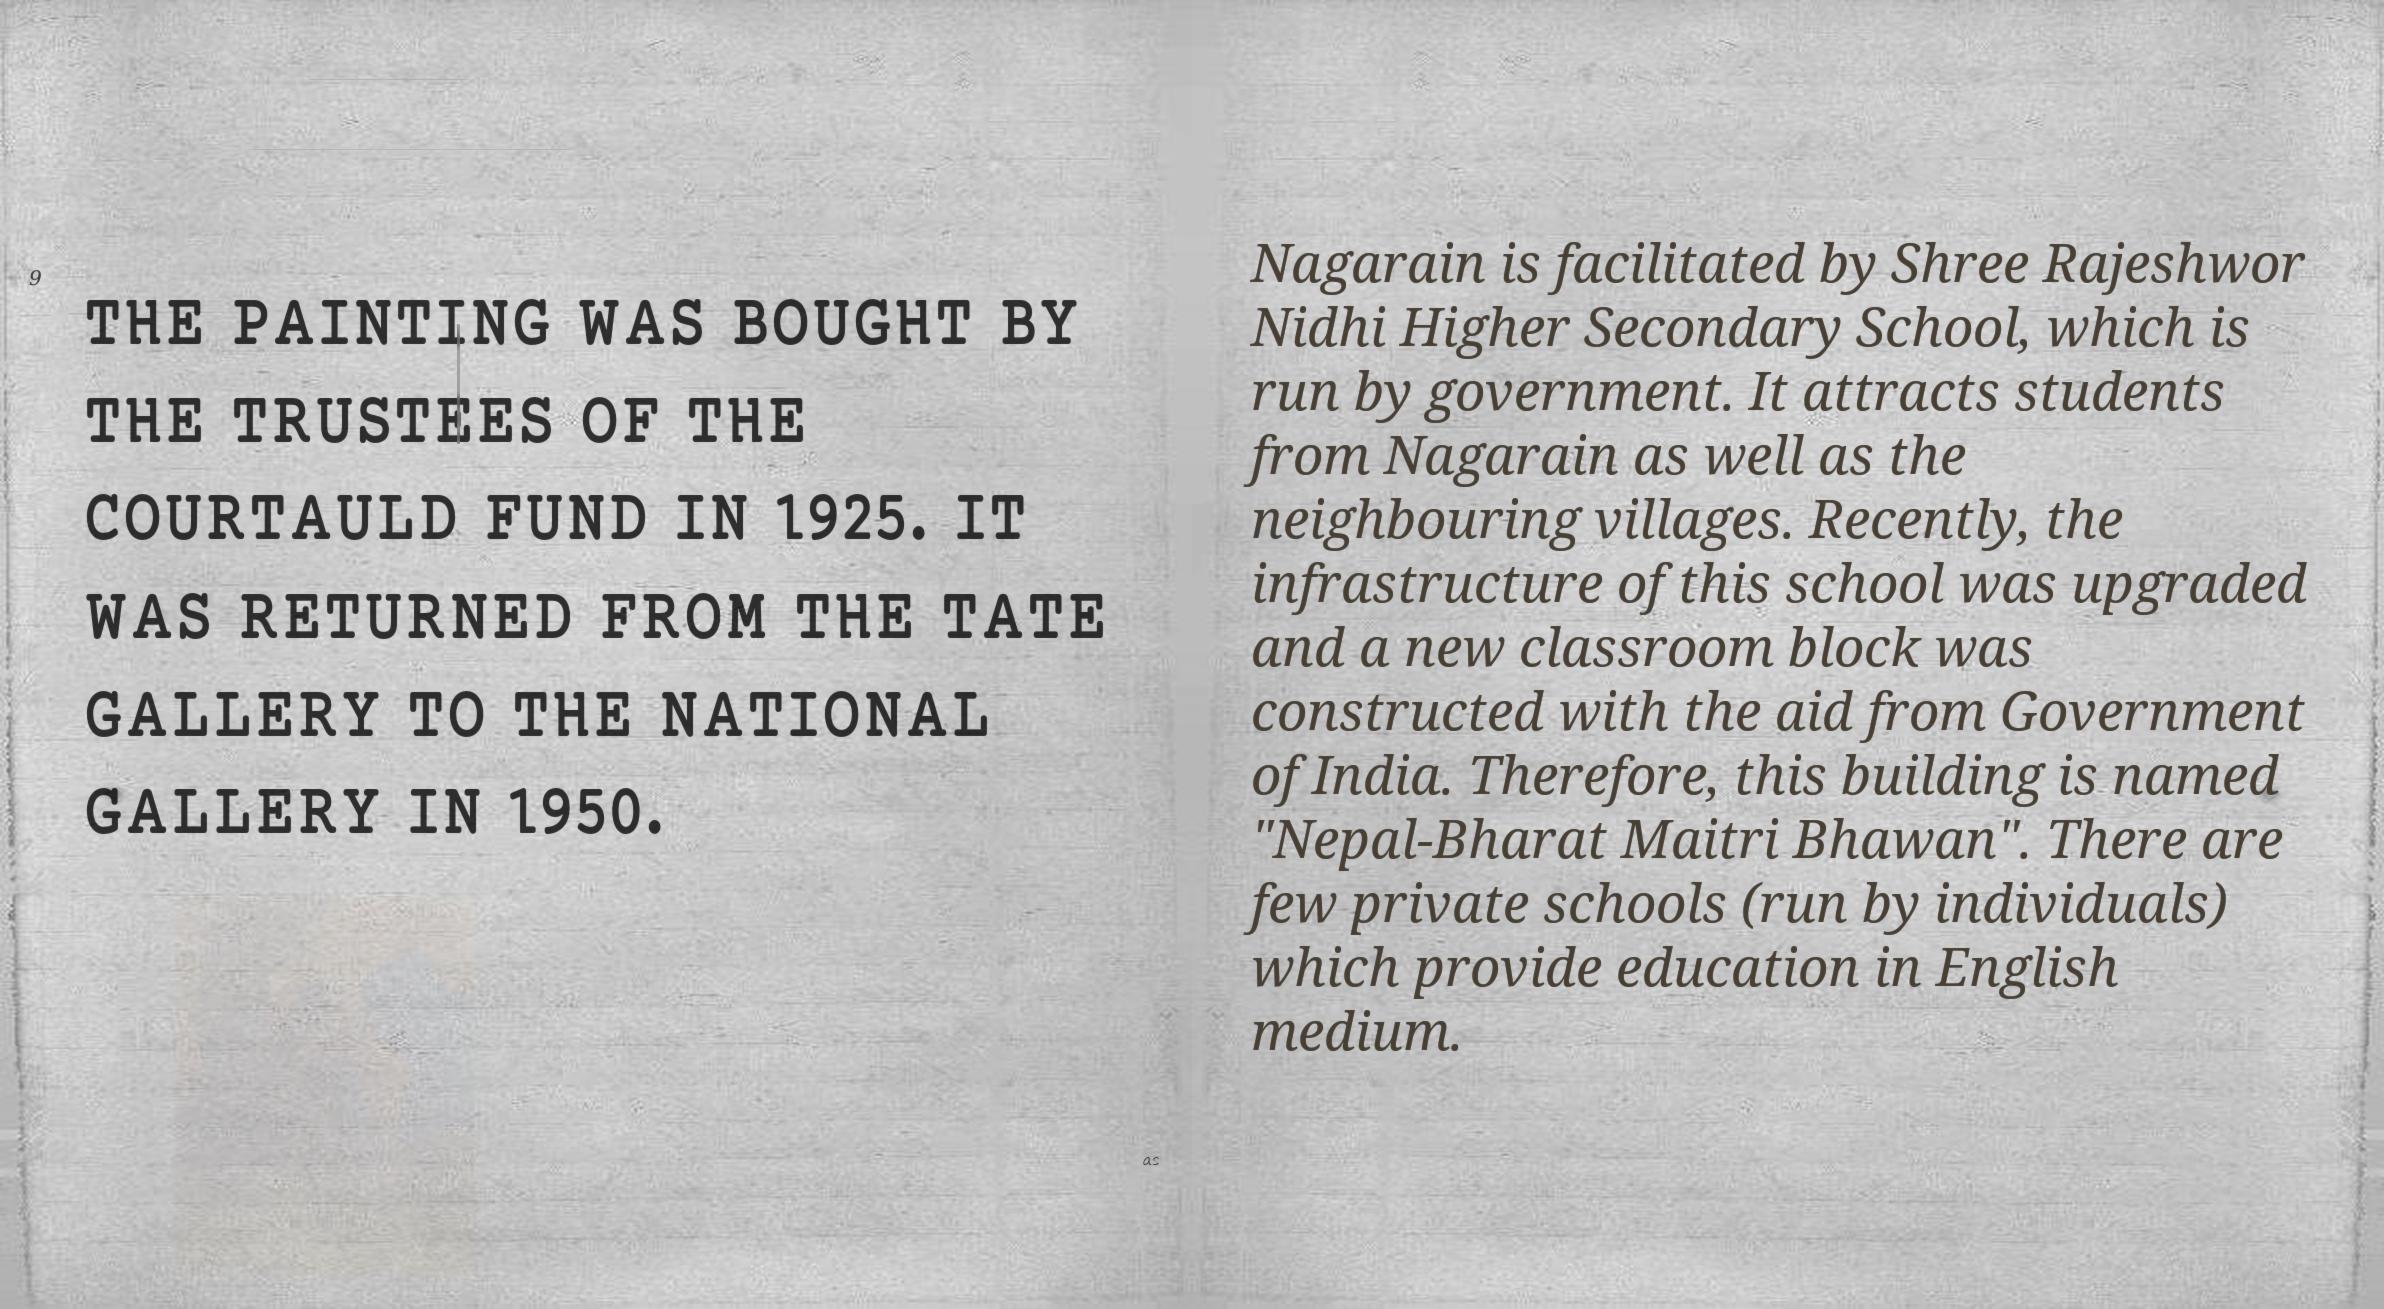 9
THE PAINTING WAS BOUGHT BY
THE TRUSTEES OF THE
COURTAULD FUND IN 1925. IT
WAS RETURNED FROM THE TATE
GALLERY TO THE NATIONAL
GALLERY IN 1950.
as
Nagarain is facilitated by Shree Rajeshwor
Nidhi Higher Secondary School, which is
run by government. It attracts students
from Nagarain as well as the
neighbouring villages. Recently, the
infrastructure of this school was upgraded
and a new classroom block was
constructed with the aid from Government
of India. Therefore, this building is named
"Nepal-Bharat Maitri Bhawan". There are
few private schools (run by individuals)
which provide education in English
medium.